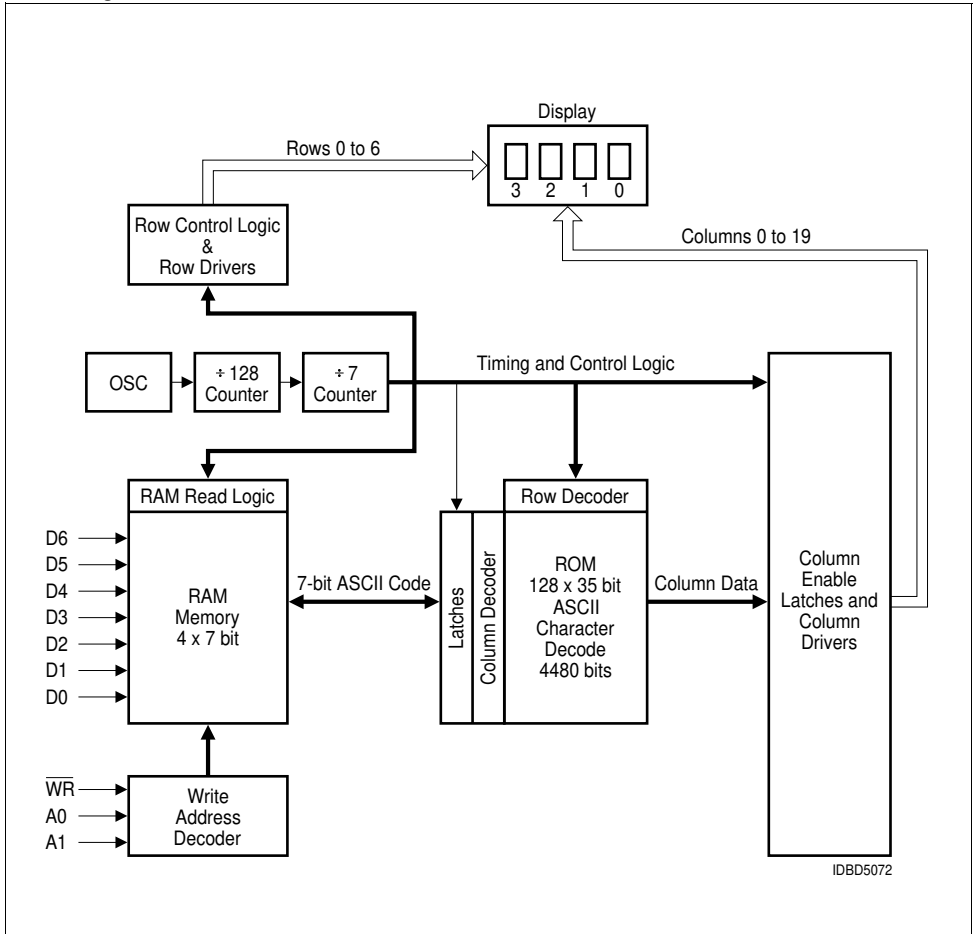 Display
Rows 0 to 6
3 2 1 0
Row Control Logic
&
Row Drivers
Columns 0 to 19
OSC
÷ 128
Counter
÷ 7
Counter
Timing and Control Logic
RAM Read Logic
Row Decoder
D6
D5
D4
D3
D2
D1
D0
RAM
Memory
4 x 7 bit
7-bit ASCII Code
Latches
Column Decoder
ROM
128 x 35 bit
ASCII
Character
Decode
4480 bits
Column Data
Column
Enable
Latches and
Column
Drivers
W̅R̅
A0
A1
Write
Address
Decoder
IDBD5072